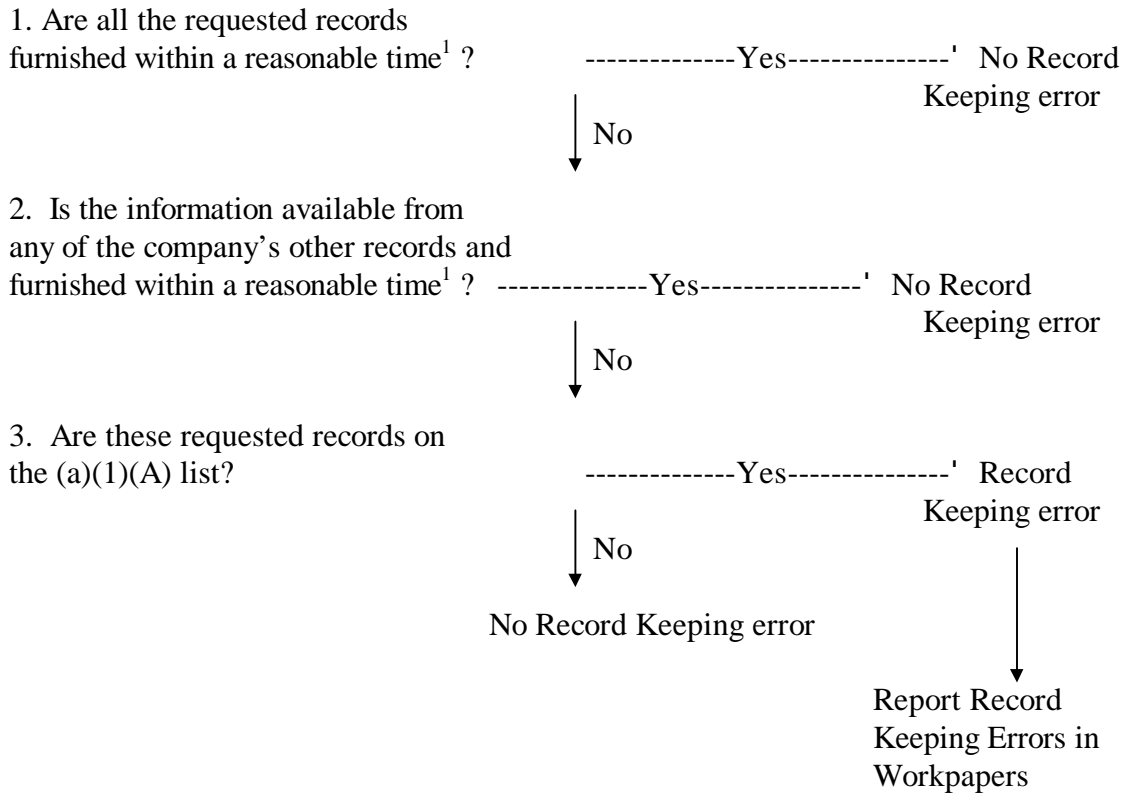 1. Are all the requested records
furnished within a reasonable time1 ? --------------Yes---------------' No Record
Keeping error
No
2. Is the information available from
any of the company’s other records and
furnished within a reasonable time1 ? --------------Yes---------------' No Record
Keeping error
No
3. Are these requested records on
the (a)(1)(A) list? --------------Yes---------------' Record
Keeping error
No
No Record Keeping error
Report Record
Keeping Errors in
Workpapers